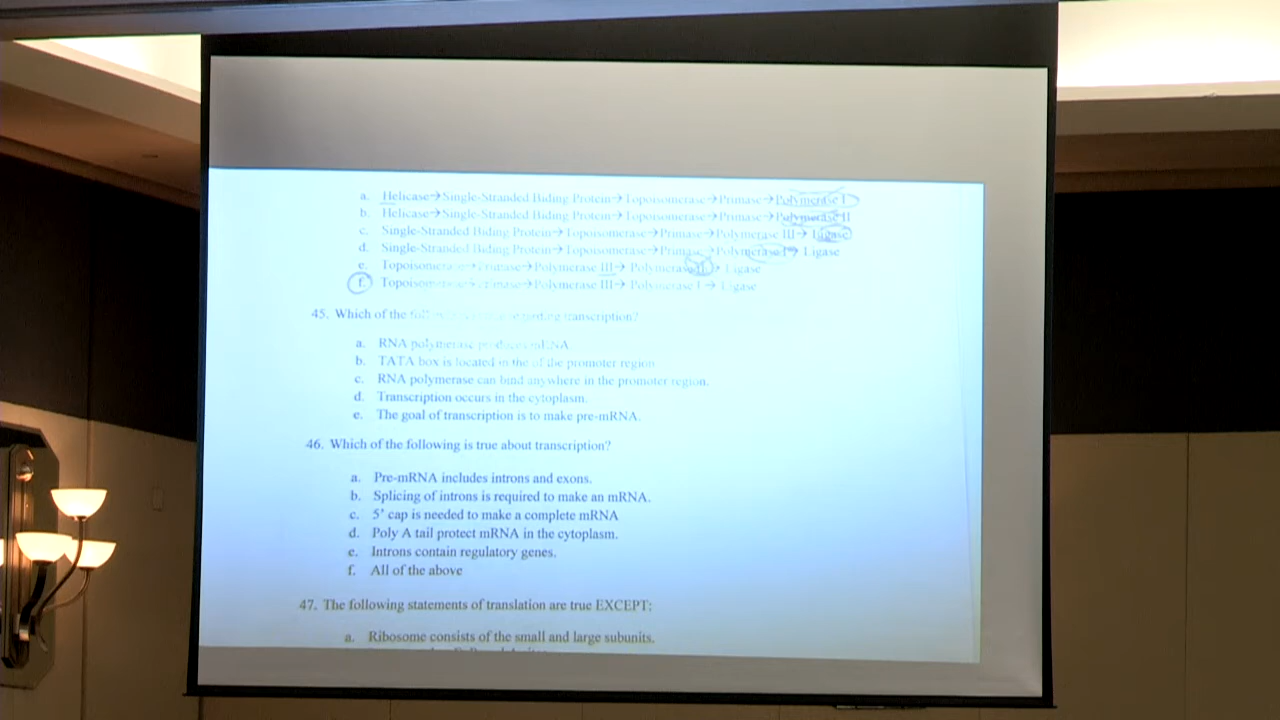 a. Helicase→Single-Stranded Biding Protein→Topoisomerase→Primase→Polymerase I
b. Helicase→Single-Stranded Biding Protein→Topoisomerase→Primase→Polymerase II
c. Single-Stranded Biding Protein→Topoisomerase→Primase→Polymerase III→ Ligase
d. Single-Stranded Biding Protein→Topoisomerase→Primase→Polymerase I→ Ligase
e. Topoisomerase→Primase→Polymerase III→ Polymerase II→ Ligase
f. Topoisomerase→Primase→Polymerase III→ Polymerase I → Ligase
45. Which of the transcription?
a. RNA polymerase produces mRNA.
b. TATA box is located in the of the promoter region
c. RNA polymerase can bind anywhere in the promoter region.
d. Transcription occurs in the cytoplasm.
e. The goal of transcription is to make pre-mRNA.
46. Which of the following is true about transcription?
a. Pre-mRNA includes introns and exons.
b. Splicing of introns is required to make an mRNA.
c. 5' cap is needed to make a complete mRNA
d. Poly A tail protect mRNA in the cytoplasm.
e. Introns contain regulatory genes.
f. All of the above
47. The following statements of translation are true EXCEPT:
a. Ribosome consists of the small and large subunits.